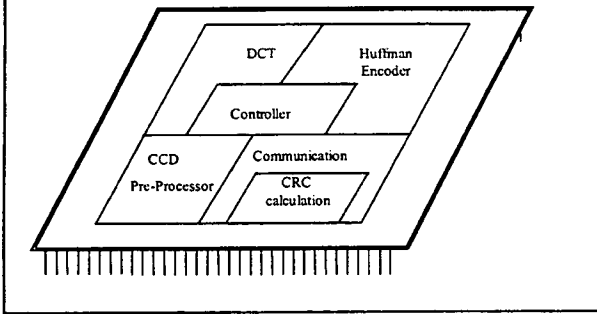 DCT
Huffman
Encoder
Controller
CCD
Pre-Processor
Communication
CRC
calculation